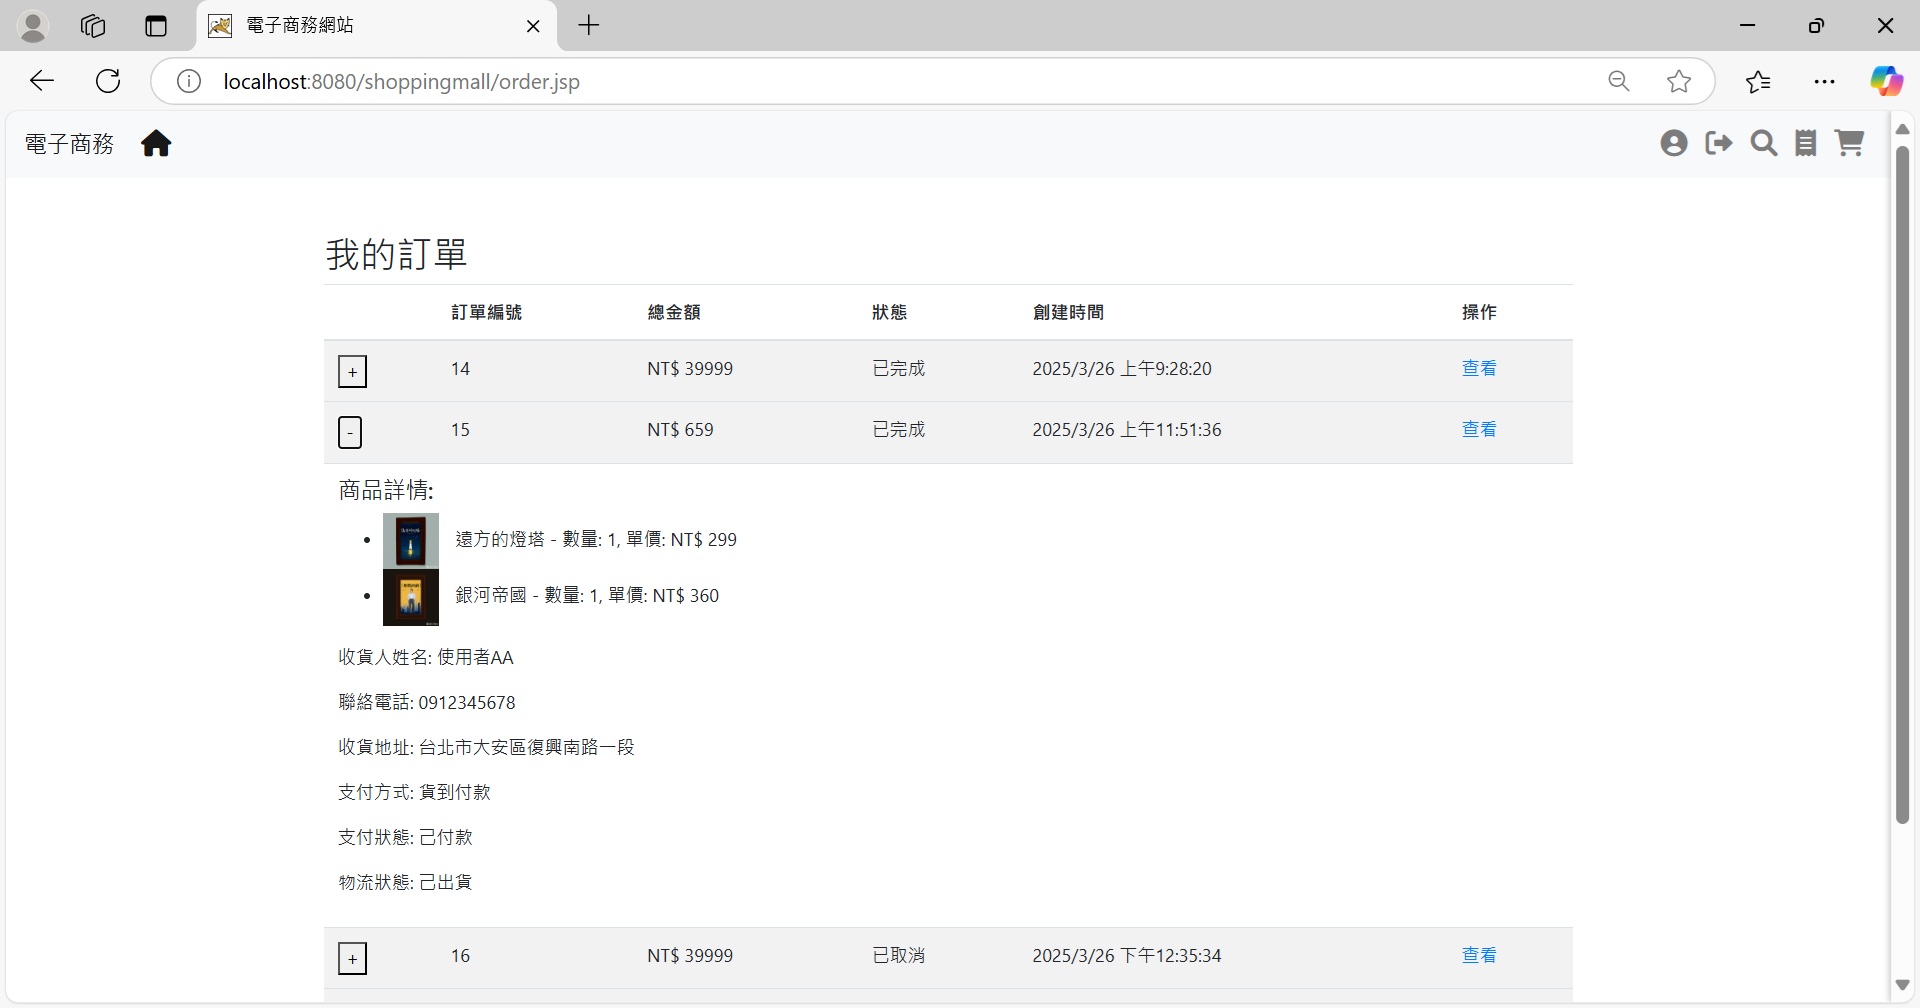 電子商務網站
localhost:8080/shoppingmall/order.jsp
電子商務
我的訂單
訂單編號 總金額 狀態 創建時間 操作
+ 14 NT$ 39999 已完成 2025/3/26 上午9:28:20 查看
- 15 NT$ 659 已完成 2025/3/26 上午11:51:36 查看
商品詳情:
遠方的燈塔 - 數量: 1, 單價: NT$ 299
銀河帝國 - 數量: 1, 單價: NT$ 360
收貨人姓名: 使用者AA
聯絡電話: 0912345678
收貨地址: 台北市大安區復興南路一段
支付方式: 貨到付款
支付狀態: 己付款
物流狀態: 己出貨
+ 16 NT$ 39999 已取消 2025/3/26 下午12:35:34 查看